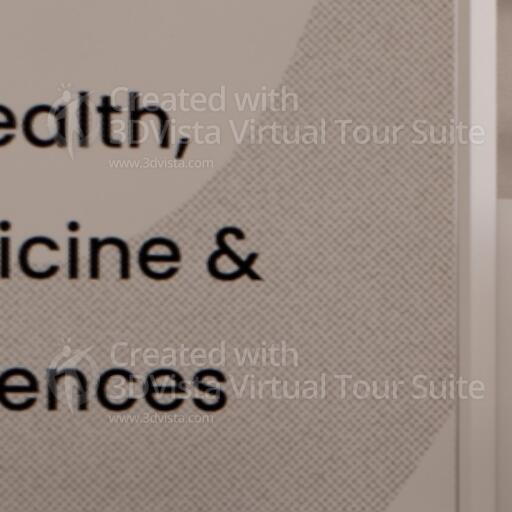 ealth,
icine &
ences
Created with
3DVista Virtual Tour Suite
www.3dvista.com
Created with
3DVista Virtual Tour Suite
www.3dvista.com